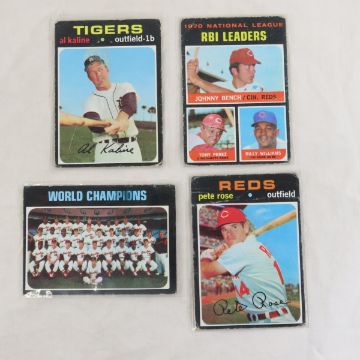 TIGERS
al kaline • outfield-1b
Al Kaline
1970 NATIONAL LEAGUE
RBI LEADERS
JOHNNY BENCH / CIN. REDS
TONY PEREZ
BILLY WILLIAMS
WORLD CHAMPIONS
REDS
pete rose • outfield
Pete Rose